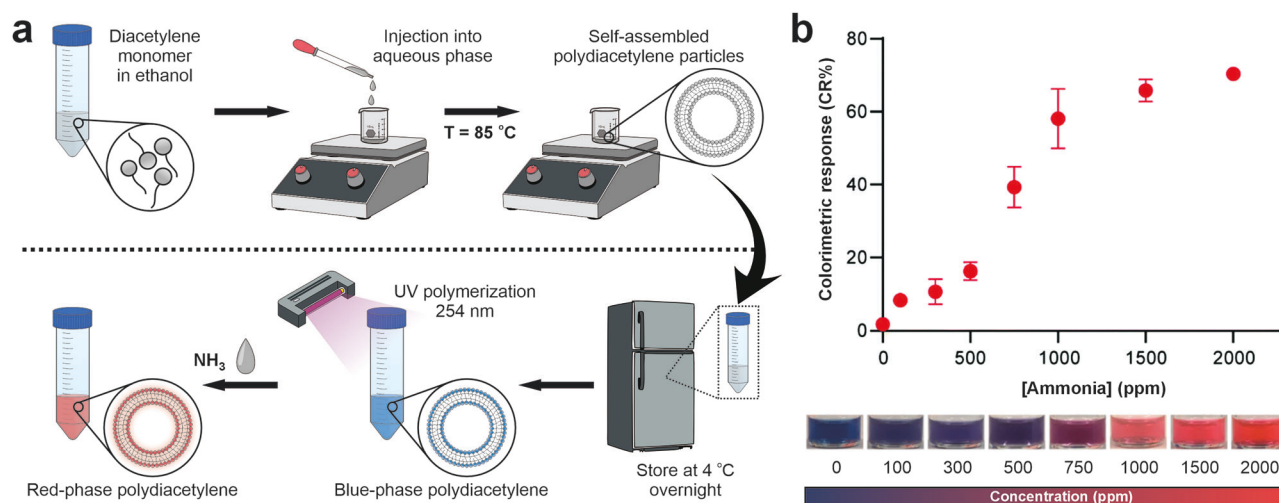 a
Diacetylene
monomer
in ethanol
Injection into
aqueous phase
T = 85 °C
Self-assembled
polydiacetylene particles
UV polymerization
254 nm
NH3
Red-phase polydiacetylene
Blue-phase polydiacetylene
Store at 4 °C
overnight
b
Colorimetric response (CR%)
80
60
40
20
0
0 500 1000 1500 2000
[Ammonia] (ppm)
0 100 300 500 750 1000 1500 2000
Concentration (ppm)